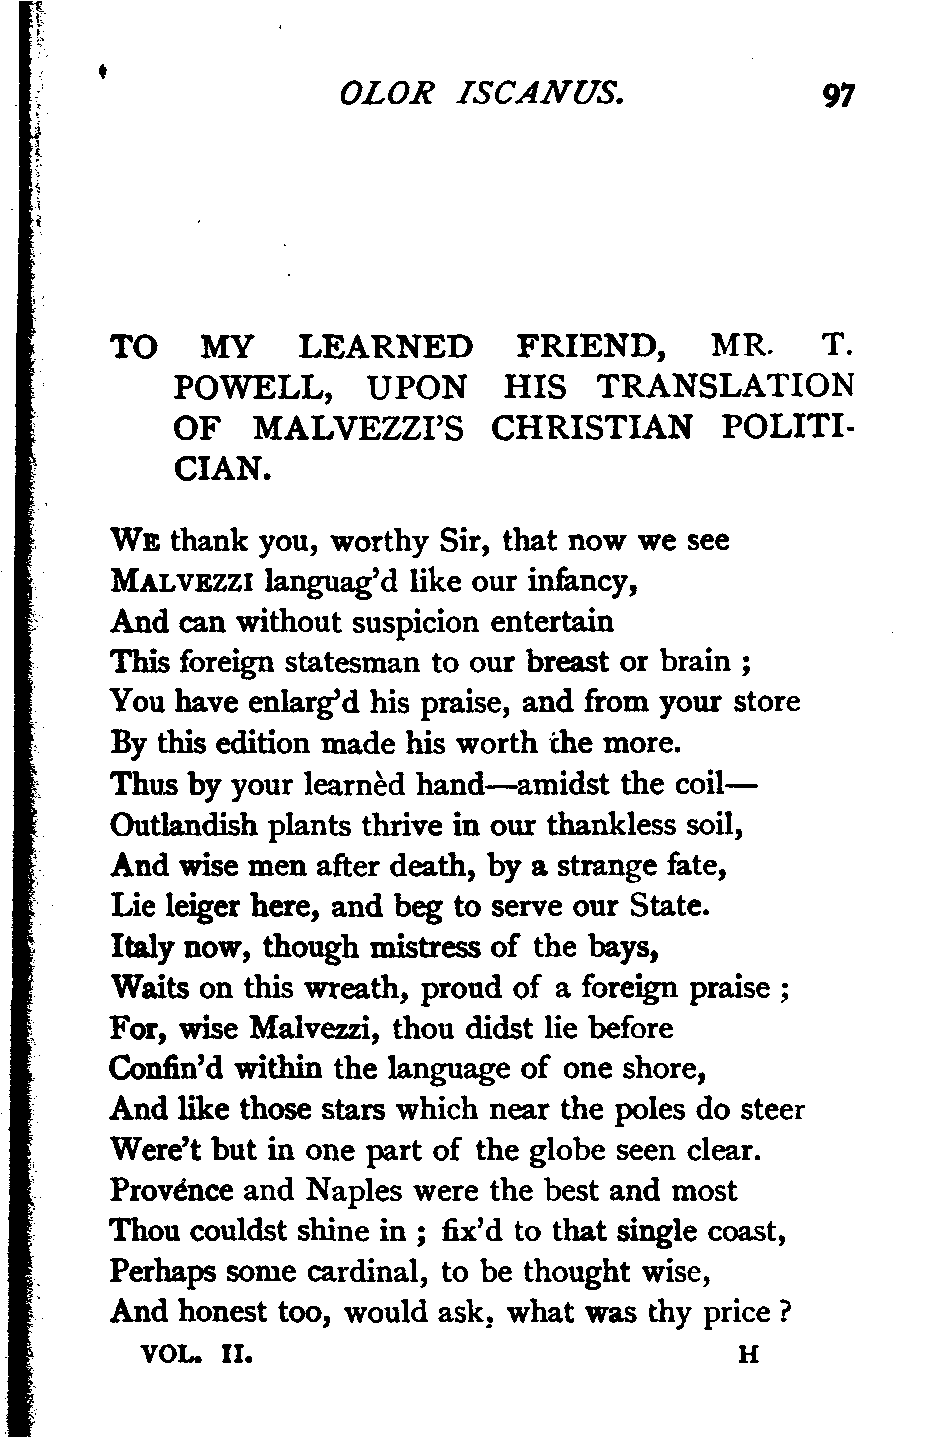 OLOR ISCANUS. 97
TO MY LEARNED FRIEND, MR. T.
POWELL, UPON HIS TRANSLATION
OF MALVEZZI'S CHRISTIAN POLITI-
CIAN.
WE thank you, worthy Sir, that now we see
MALVEZZI languag'd like our infancy,
And can without suspicion entertain
This foreign statesman to our breast or brain ;
You have enlarg'd his praise, and from your store
By this edition made his worth the more.
Thus by your learnèd hand—amidst the coil—
Outlandish plants thrive in our thankless soil,
And wise men after death, by a strange fate,
Lie leiger here, and beg to serve our State.
Italy now, though mistress of the bays,
Waits on this wreath, proud of a foreign praise ;
For, wise Malvezzi, thou didst lie before
Confin'd within the language of one shore,
And like those stars which near the poles do steer
Were't but in one part of the globe seen clear.
Provénce and Naples were the best and most
Thou couldst shine in ; fix'd to that single coast,
Perhaps some cardinal, to be thought wise,
And honest too, would ask, what was thy price ?
VOL. II. H